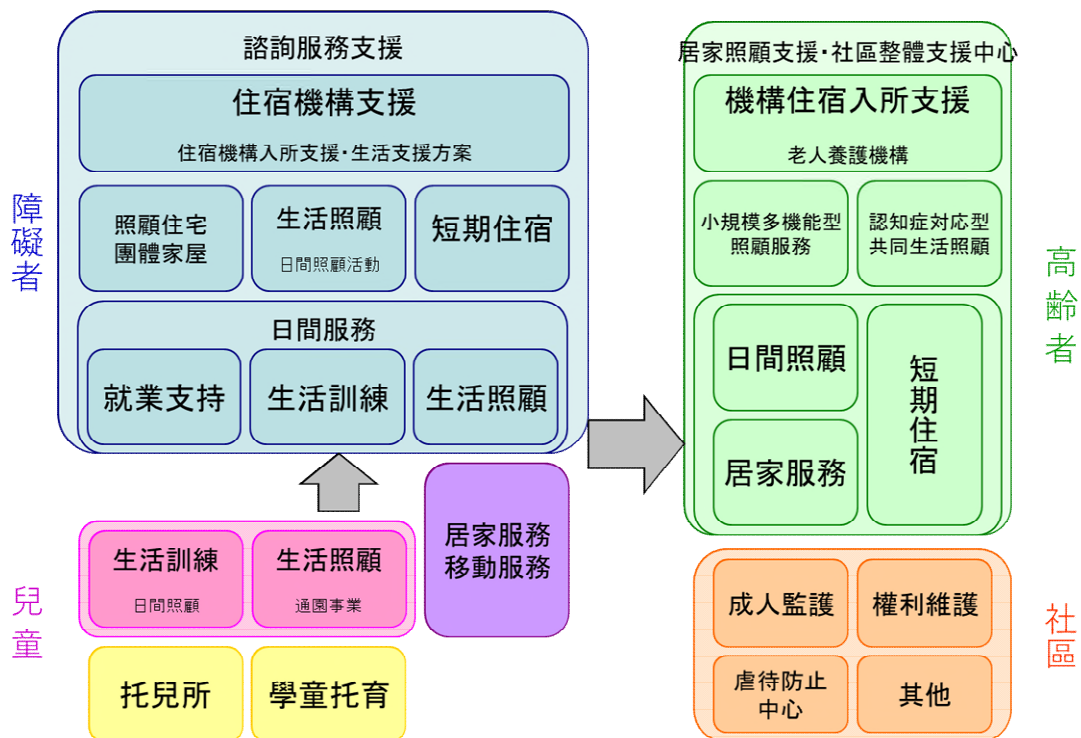 諮詢服務支援
住宿機構支援
住宿機構入所支援･生活支援方案
照顧住宅
團體家屋
生活照顧
日間照顧活動
短期住宿
日間服務
就業支持
生活訓練
生活照顧
障礙者
居家照顧支援･社區整體支援中心
機構住宿入所支援
老人養護機構
小規模多機能型
照顧服務
認知症対応型
共同生活照顧
日間照顧
居家服務
短期住宿
高齡者
生活訓練
日間照顧
生活照顧
通園事業
居家服務
移動服務
兒童
托兒所
學童托育
成人監護
權利維護
虐待防止
中心
其他
社區